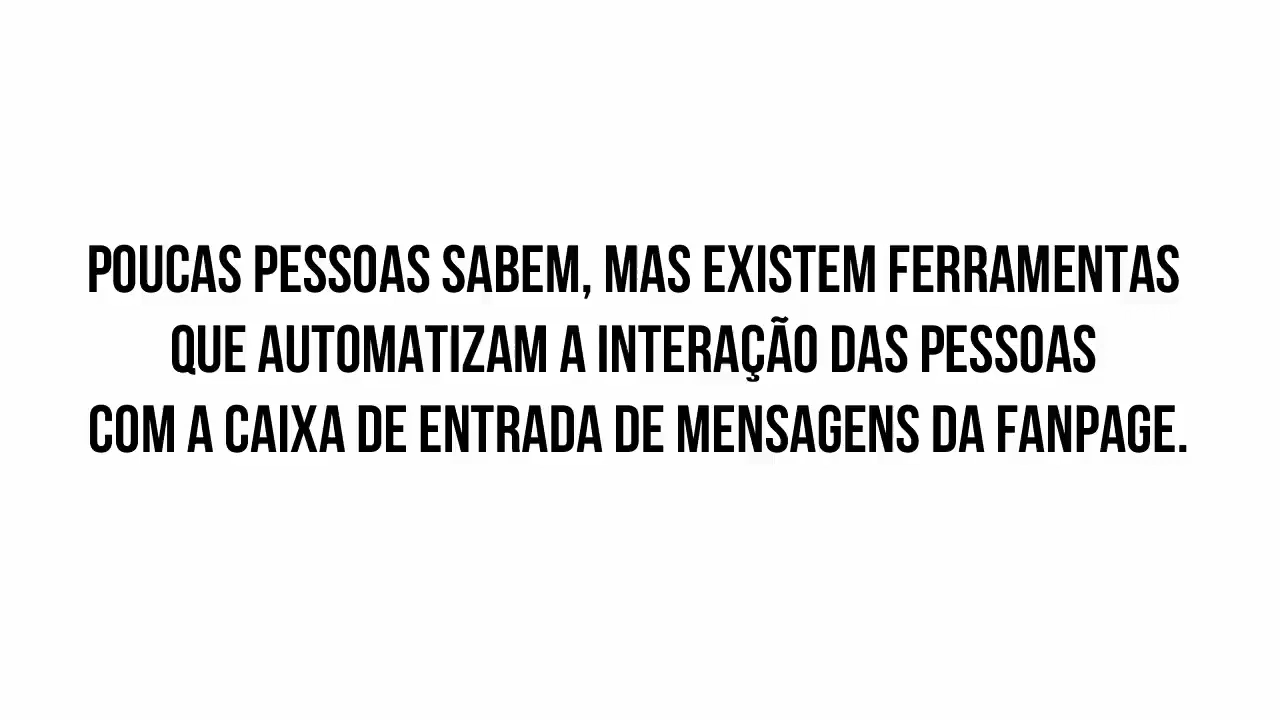 POUCAS PESSOAS SABEM, MAS EXISTEM FERRAMENTAS
QUE AUTOMATIZAM A INTERAÇÃO DAS PESSOAS
COM A CAIXA DE ENTRADA DE MENSAGENS DA FANPAGE.